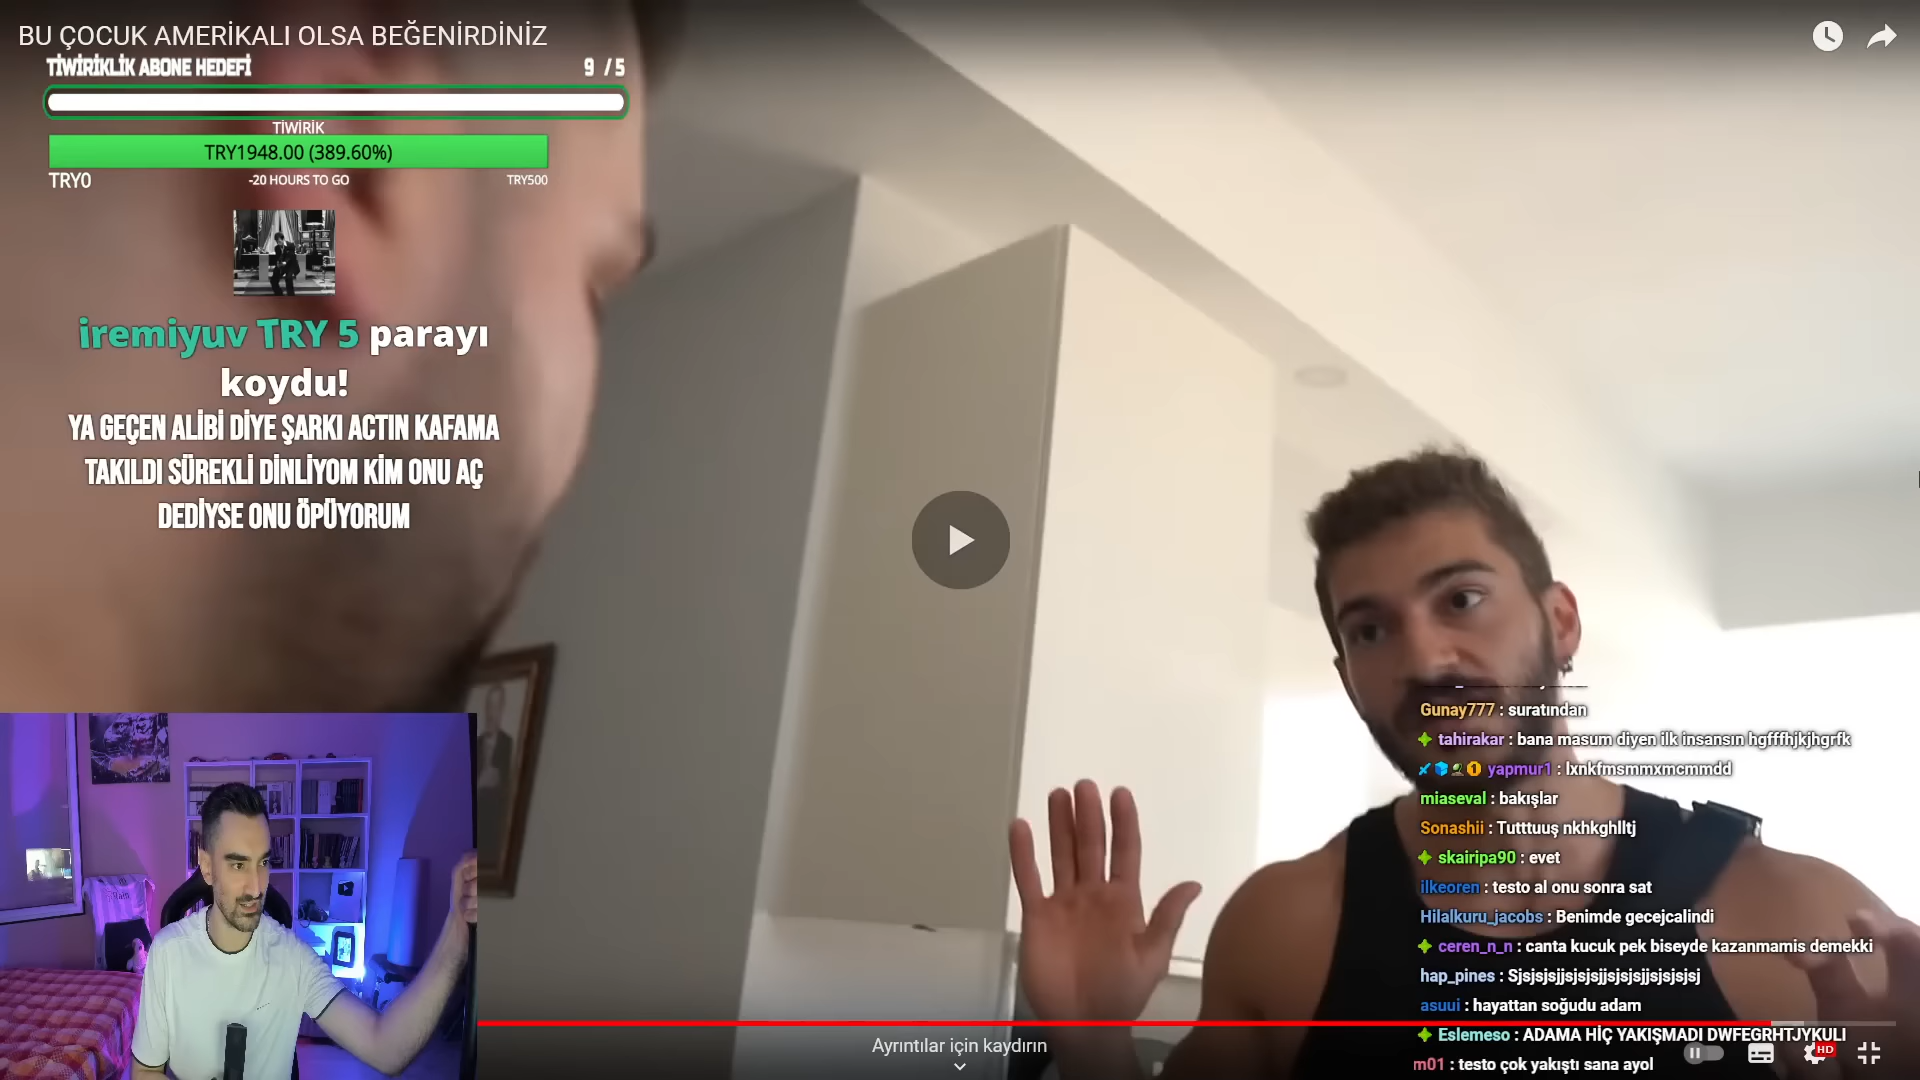 BU ÇOCUK AMERİKALI OLSA BEĞENİRDİNİZ
TİWİRİKLİK ABONE HEDEFİ 9 / 5
TİWİRİK
TRY1948.00 (389.60%)
TRY0 -20 HOURS TO GO TRY500
iremiyuv TRY 5 parayı
koydu!
YA GEÇEN ALİBİ DİYE ŞARKI ACTIN KAFAMA
TAKILDI SÜREKLİ DİNLİYOM KİM ONU AÇ
DEDİYSE ONU ÖPÜYORUM
Gunay777 : suratından
tahirakar : bana masum diyen ilk insansın hgfffhjkjhgrfk
yapmur1 : lxnkfmsmmxmcmmdd
miaseval : bakışlar
Sonashii : Tutttuuş nkhkghlltj
skairipa90 : evet
ilkeoren : testo al onu sonra sat
Hilalkuru_jacobs : Benimde gecejcalindi
ceren_n_n : canta kucuk pek biseyde kazanmamis demekki
hap_pines : Sjsjsjsjjsjsjsjjsjsjsjjsjsjsjsj
asuui : hayattan soğudu adam
Eslemeso : ADAMA HİÇ YAKIŞMADI DWFEGRHTJYKULI
m01 : testo çok yakıştı sana ayol
Ayrıntılar için kaydırın
HD